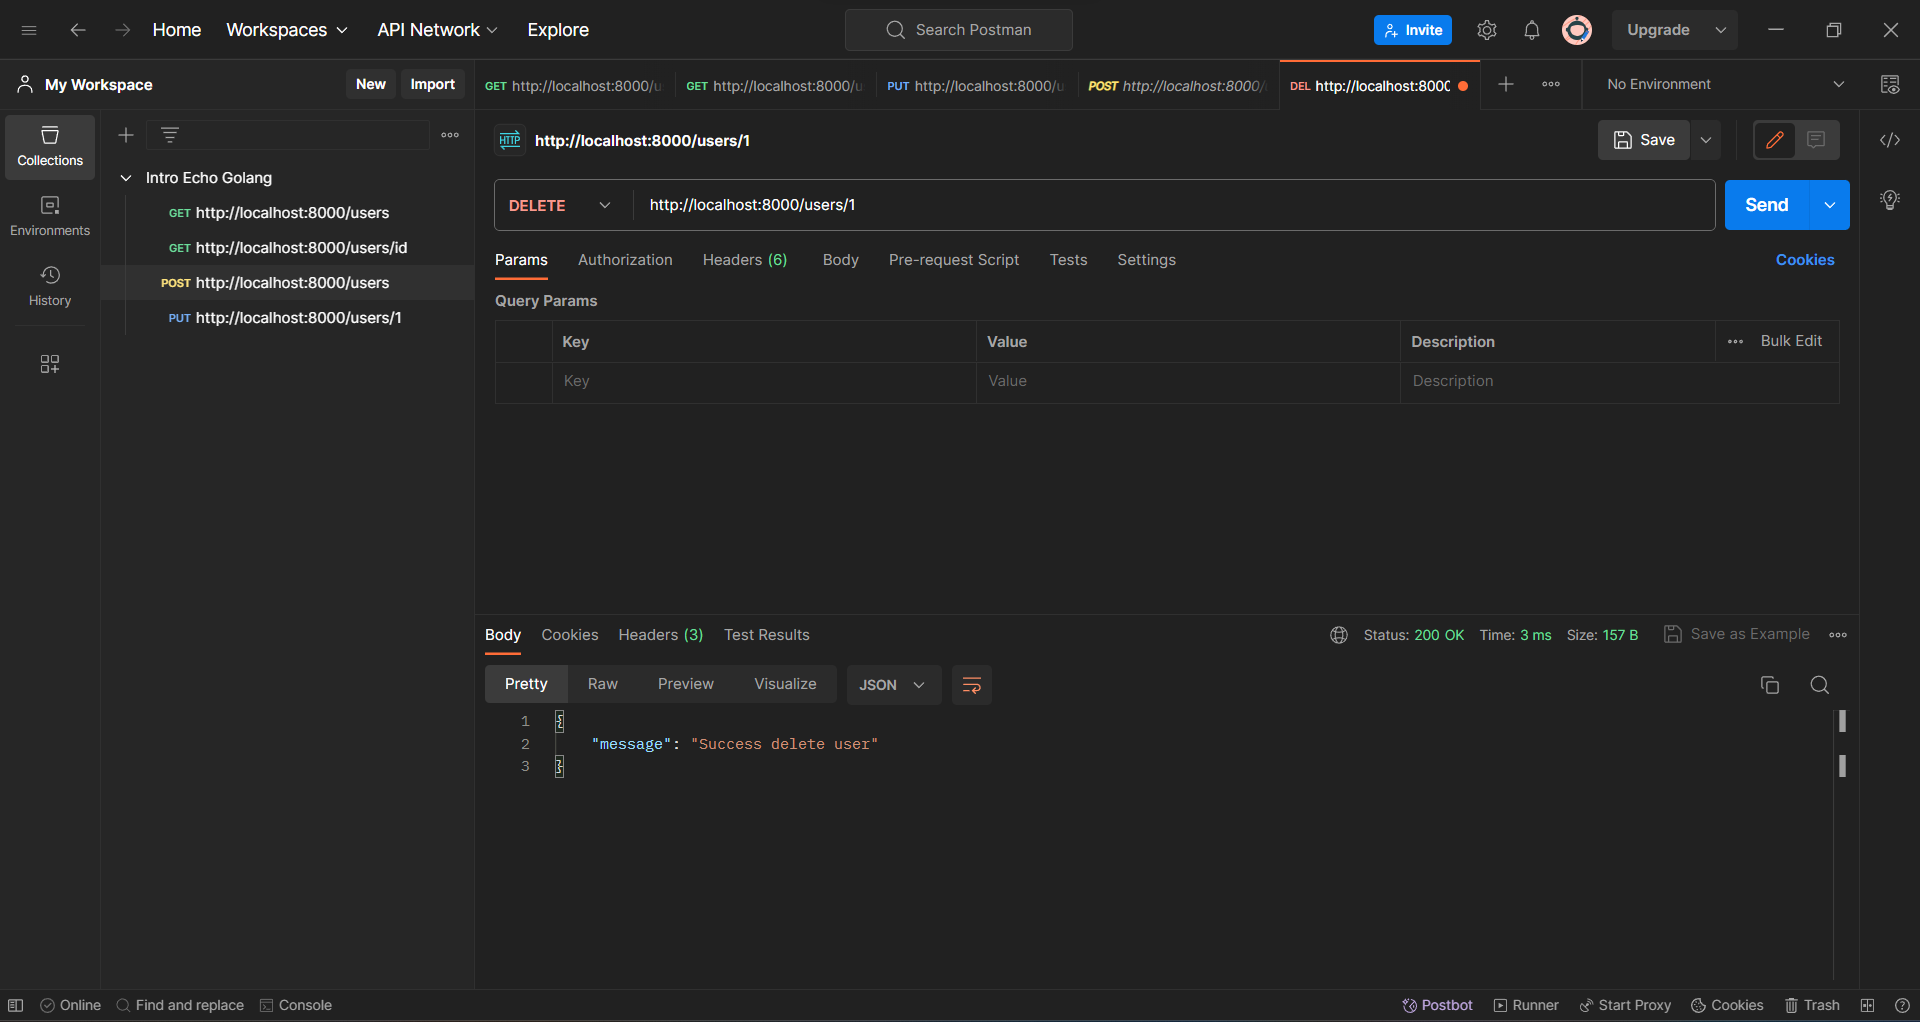 Home Workspaces API Network Explore Search Postman Invite Upgrade
My Workspace New Import
GET http://localhost:8000/u GET http://localhost:8000/u PUT http://localhost:8000/u POST http://localhost:8000/ DEL http://localhost:8000 No Environment
Collections
Environments
History
Intro Echo Golang
GET http://localhost:8000/users
GET http://localhost:8000/users/id
POST http://localhost:8000/users
PUT http://localhost:8000/users/1
HTTP http://localhost:8000/users/1 Save
DELETE http://localhost:8000/users/1 Send
Params Authorization Headers (6) Body Pre-request Script Tests Settings Cookies
Query Params
Key Value Description Bulk Edit
Key Value Description
Body Cookies Headers (3) Test Results Status: 200 OK Time: 3 ms Size: 157 B Save as Example
Pretty Raw Preview Visualize JSON
1 {
2 "message": "Success delete user"
3 }
Online Find and replace Console Postbot Runner Start Proxy Cookies Trash